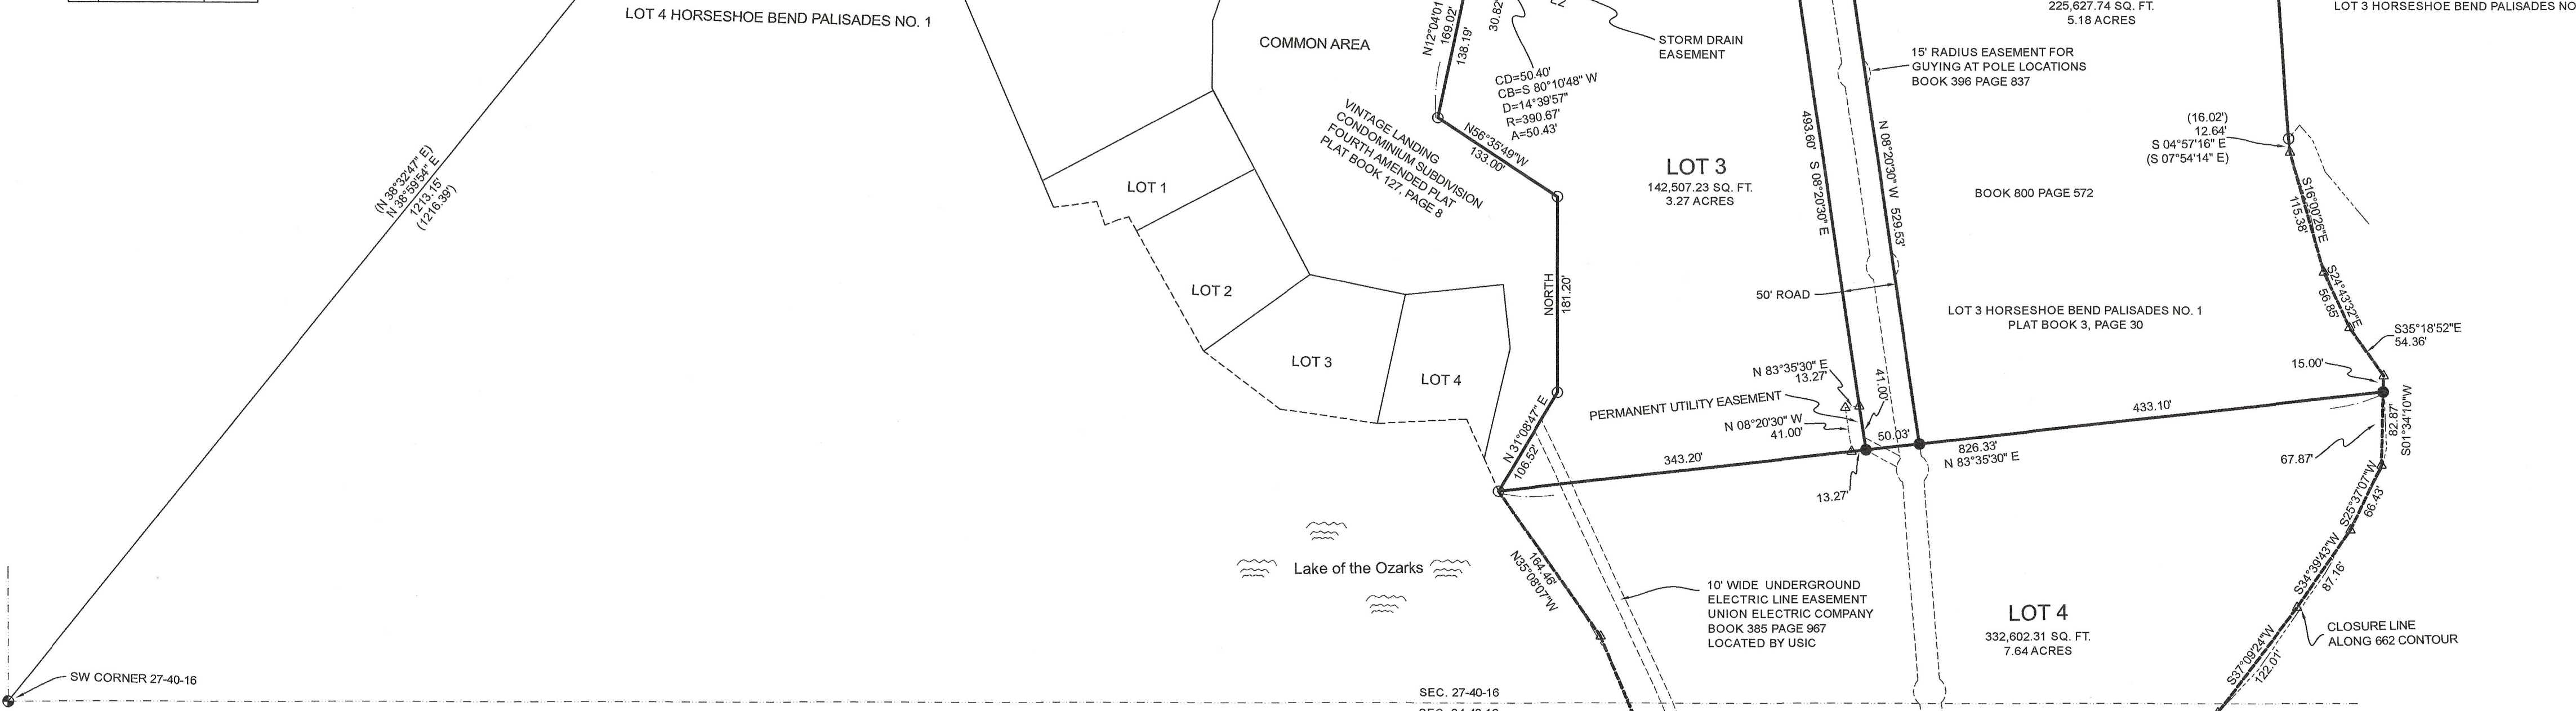 LOT 4 HORSESHOE BEND PALISADES NO. 1
(N 38°32'47" E)
N 38°59'54" E
1213.15'
(1216.39')
SW CORNER 27-40-16
COMMON AREA
LOT 1
LOT 2
LOT 3
LOT 4
VINTAGE LANDING
CONDOMINIUM SUBDIVISION
FOURTH AMENDED PLAT
PLAT BOOK 127, PAGE 8
N12°04'01
169.02'
138.19'
30.82'
CD=50.40'
CB=S 80°10'48" W
D=14°39'57"
R=390.67'
A=50.43'
N56°35'49"W
133.00'
NORTH
181.20'
N 31°08'47" E
106.52'
STORM DRAIN
EASEMENT
LOT 3
142,507.23 SQ. FT.
3.27 ACRES
493.60' S 08°20'30" E
N 08°20'30" W 529.53'
50' ROAD
15' RADIUS EASEMENT FOR
GUYING AT POLE LOCATIONS
BOOK 396 PAGE 837
225,627.74 SQ. FT.
5.18 ACRES
LOT 3 HORSESHOE BEND PALISADES NO
BOOK 800 PAGE 572
LOT 3 HORSESHOE BEND PALISADES NO. 1
PLAT BOOK 3, PAGE 30
(16.02')
12.64'
S 04°57'16" E
(S 07°54'14" E)
S16°00'26"E
115.38'
S24°43'32"E
56.85'
S35°18'52"E
54.36'
15.00'
N 83°35'30" E
13.27'
PERMANENT UTILITY EASEMENT
N 08°20'30" W
41.00'
41.00'
343.20'
13.27'
50.03'
826.33'
N 83°35'30" E
433.10'
82.87'
S01°34'10"W
67.87'
S25°37'07"W
66.43'
S34°39'43"W
87.16'
S37°09'24"W
122.01'
CLOSURE LINE
ALONG 662 CONTOUR
LOT 4
332,602.31 SQ. FT.
7.64 ACRES
10' WIDE UNDERGROUND
ELECTRIC LINE EASEMENT
UNION ELECTRIC COMPANY
BOOK 385 PAGE 967
LOCATED BY USIC
164.46'
N35°08'07"W
Lake of the Ozarks
SEC. 27-40-16